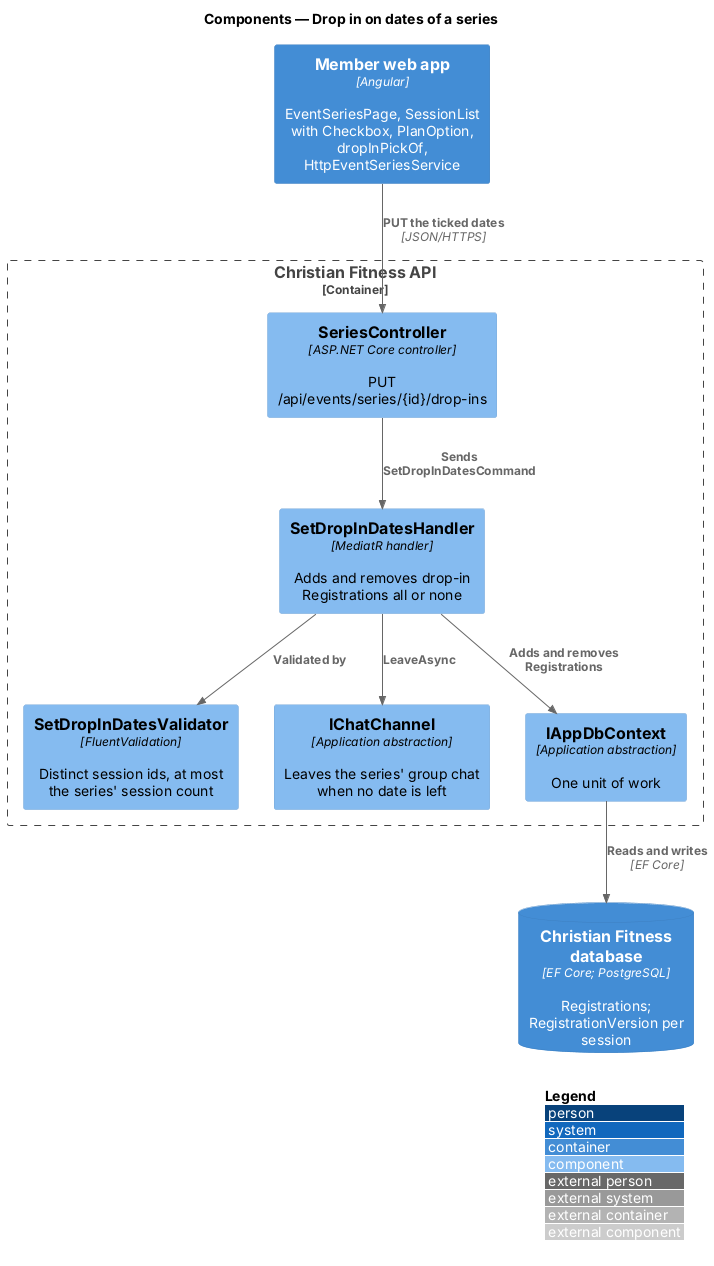 Components — Drop in on dates of a series
Member web app
[Angular]
EventSeriesPage, SessionList
with Checkbox, PlanOption,
dropInPickOf,
HttpEventSeriesService
PUT the ticked dates
[JSON/HTTPS]
Christian Fitness API
[Container]
SeriesController
[ASP.NET Core controller]
PUT
/api/events/series/{id}/drop-ins
Sends
SetDropInDatesCommand
SetDropInDatesHandler
[MediatR handler]
Adds and removes drop-in
Registrations all or none
Validated by
LeaveAsync
Adds and removes
Registrations
SetDropInDatesValidator
[FluentValidation]
Distinct session ids, at most
the series' session count
IChatChannel
[Application abstraction]
Leaves the series' group chat
when no date is left
IAppDbContext
[Application abstraction]
One unit of work
Reads and writes
[EF Core]
Christian Fitness
database
[EF Core; PostgreSQL]
Registrations;
RegistrationVersion per
session
Legend
person
system
container
component
external person
external system
external container
external component